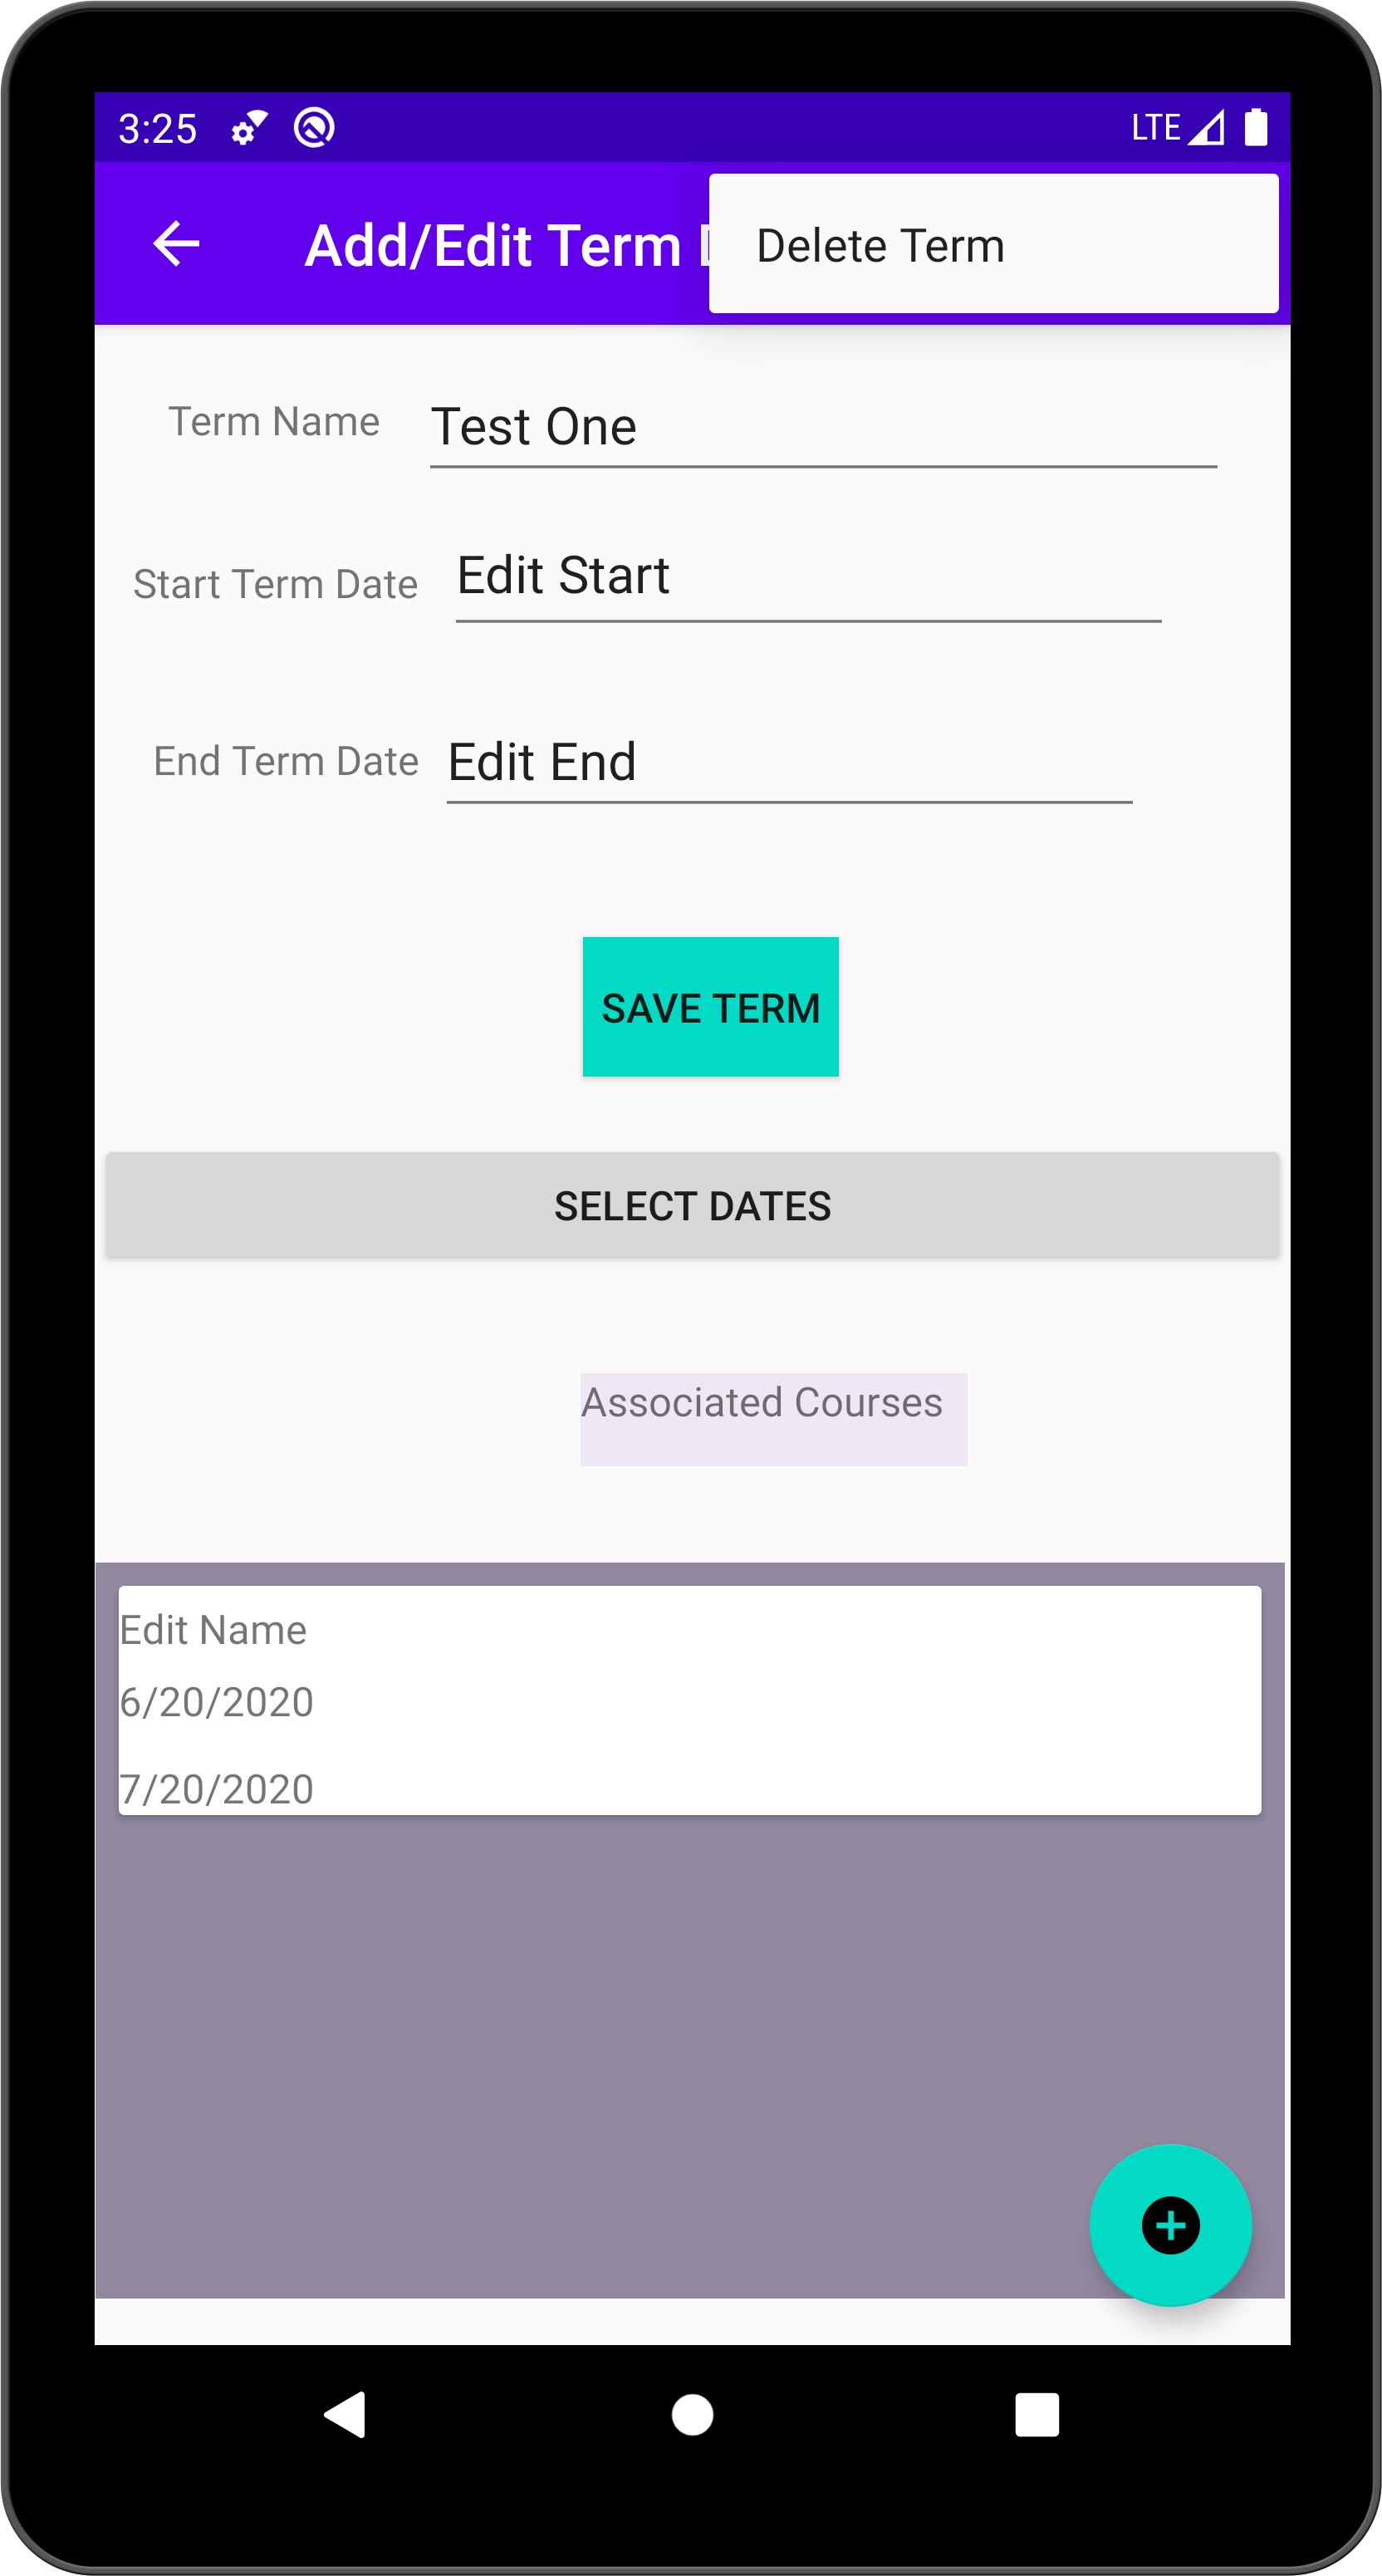 3:25 LTE
Add/Edit Term
Delete Term
Term Name Test One
Start Term Date Edit Start
End Term Date Edit End
SAVE TERM
SELECT DATES
Associated Courses
Edit Name
6/20/2020
7/20/2020